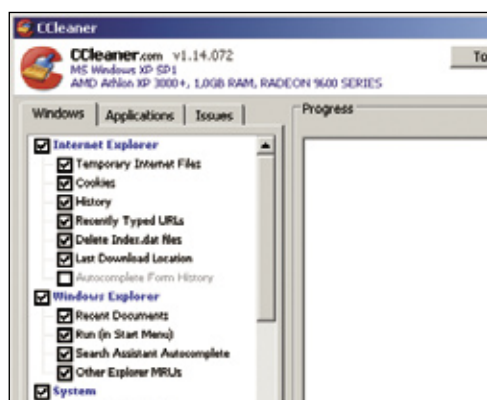 CCleaner
CCleaner.com v1.14.072
MS Windows XP SP1
AMD Athlon XP 3000+, 1.0GB RAM, RADEON 9600 SERIES
To
Windows Applications Issues
Progress
Internet Explorer
Temporary Internet Files
Cookies
History
Recently Typed URLs
Delete Index.dat files
Last Download Location
Autocomplete Form History
Windows Explorer
Recent Documents
Run (in Start Menu)
Search Assistant Autocomplete
Other Explorer MRUs
System